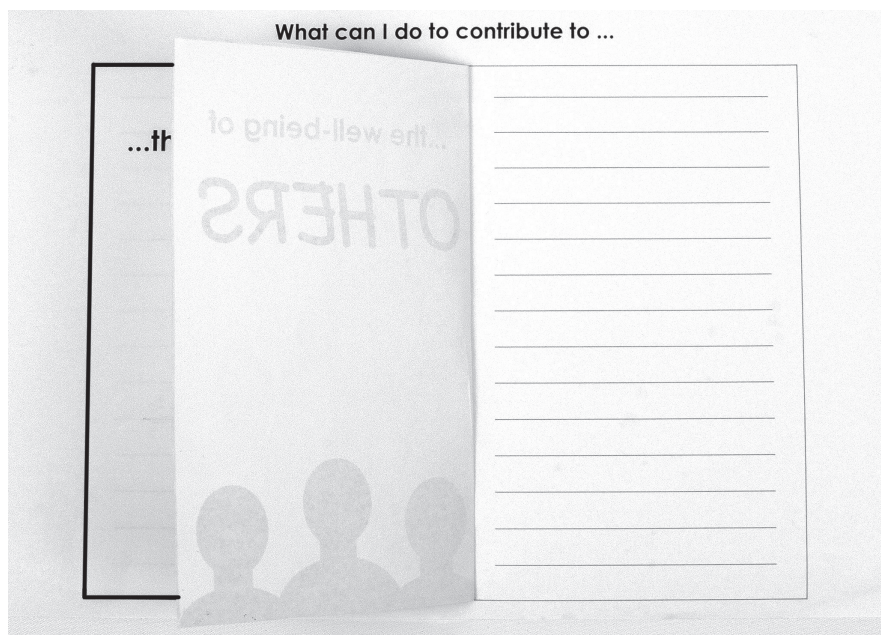 What can I do to contribute to ...
...th
...the well-being of
OTHERS